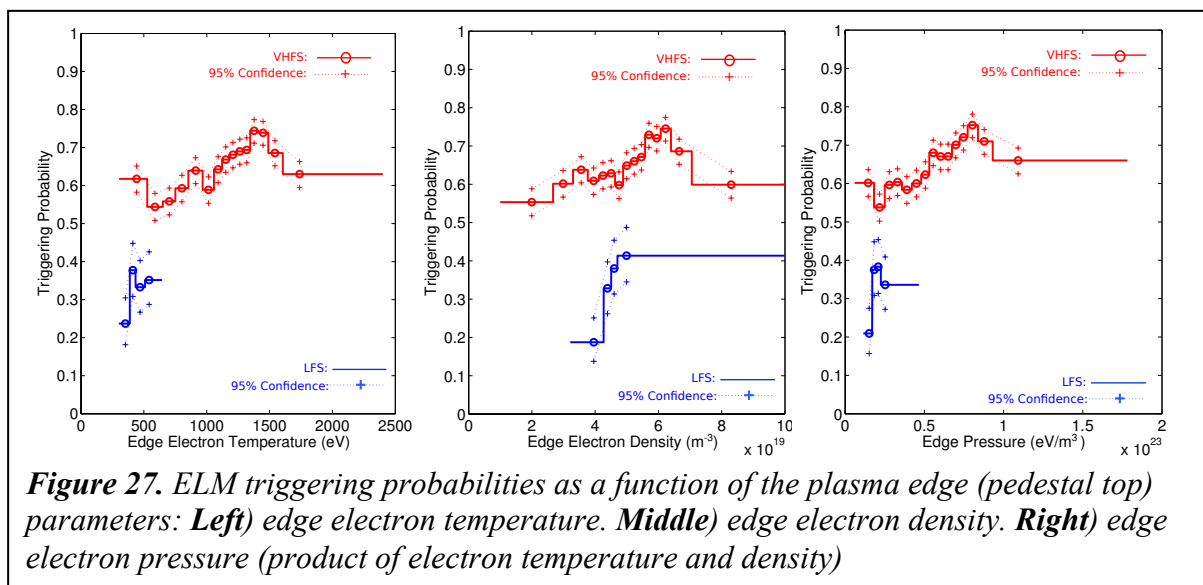 1
0.9
0.8
0.7
0.6
0.5
0.4
0.3
0.2
0.1
0
Triggering Probability
VHFS:
95% Confidence:
LFS:
95% Confidence:
0 500 1000 1500 2000 2500
Edge Electron Temperature (eV)
1
0.9
0.8
0.7
0.6
0.5
0.4
0.3
0.2
0.1
0
Triggering Probability
VHFS:
95% Confidence:
LFS:
95% Confidence:
0 2 4 6 8 10
Edge Electron Density (m⁻³)
x 10¹⁹
1
0.9
0.8
0.7
0.6
0.5
0.4
0.3
0.2
0.1
0
Triggering Probability
VHFS:
95% Confidence:
LFS:
95% Confidence:
0 0.5 1 1.5 2
Edge Pressure (eV/m³)
x 10²³
Figure 27. ELM triggering probabilities as a function of the plasma edge (pedestal top)
parameters: Left) edge electron temperature. Middle) edge electron density. Right) edge
electron pressure (product of electron temperature and density)